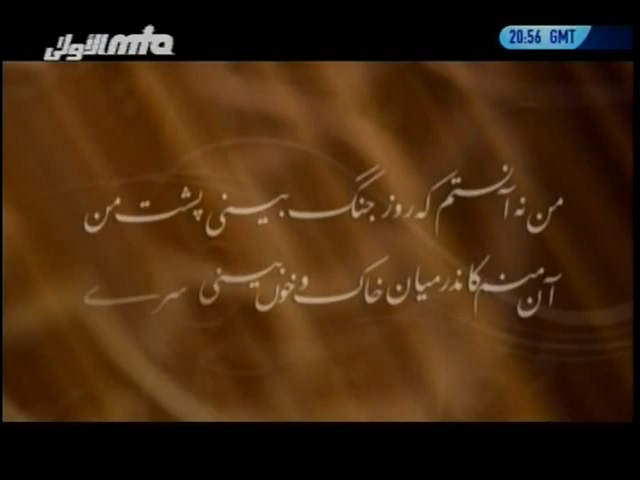 الأولى mta
20:56 GMT
من نہ آنستم کہ روز جنگ بینی پشت من
آن منم کاندر میان خاک و خوں بینی سرے